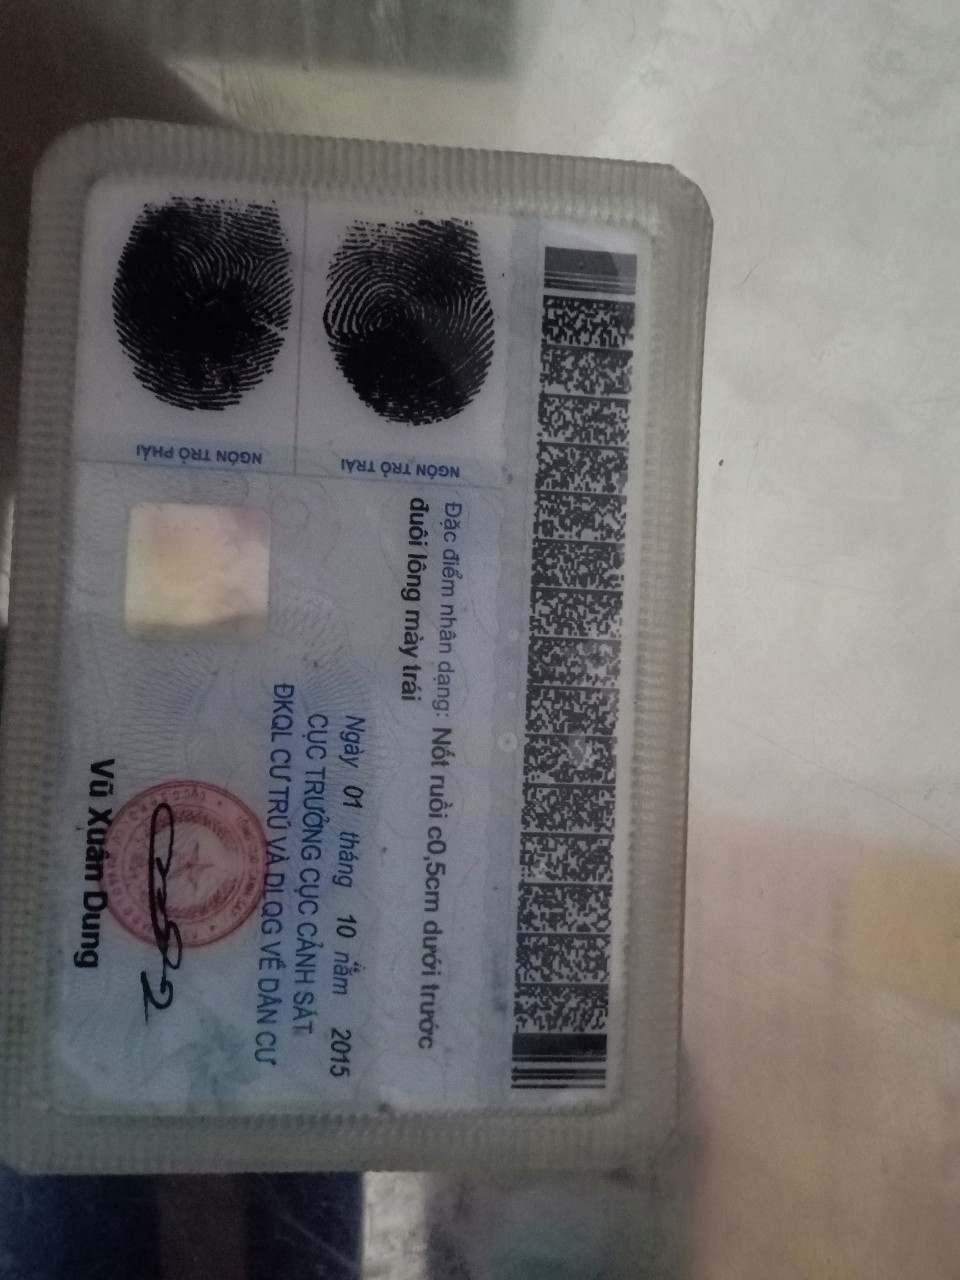 NGÓN TRỎ TRÁI
NGÓN TRỎ PHẢI
Đặc điểm nhân dạng: Nốt ruồi c0,5cm dưới trước
đuôi lông mày trái
Ngày 01 tháng 10 năm 2015
CỤC TRƯỞNG CỤC CẢNH SÁT
ĐKQL CƯ TRÚ VÀ DLQG VỀ DÂN CƯ
Vũ Xuân Dung